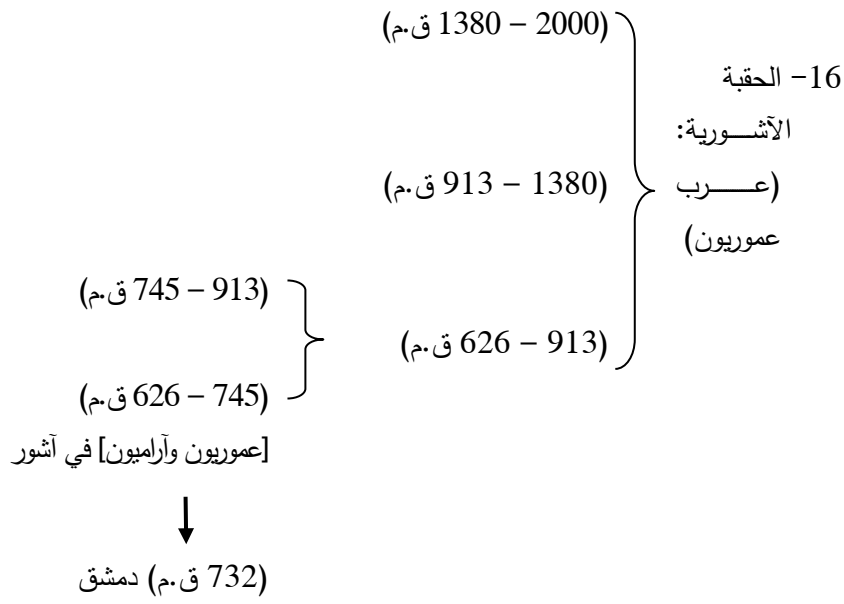 (2000 – 1380 ق.م)
16- الحقبة
الآشـــورية:
(عـــــرب
عموريون)
(1380 – 913 ق.م)
(913 – 626 ق.م)
(913 – 745 ق.م)
(745 – 626 ق.م)
[عموريون وآراميون] في آشور
(732 ق.م) دمشق